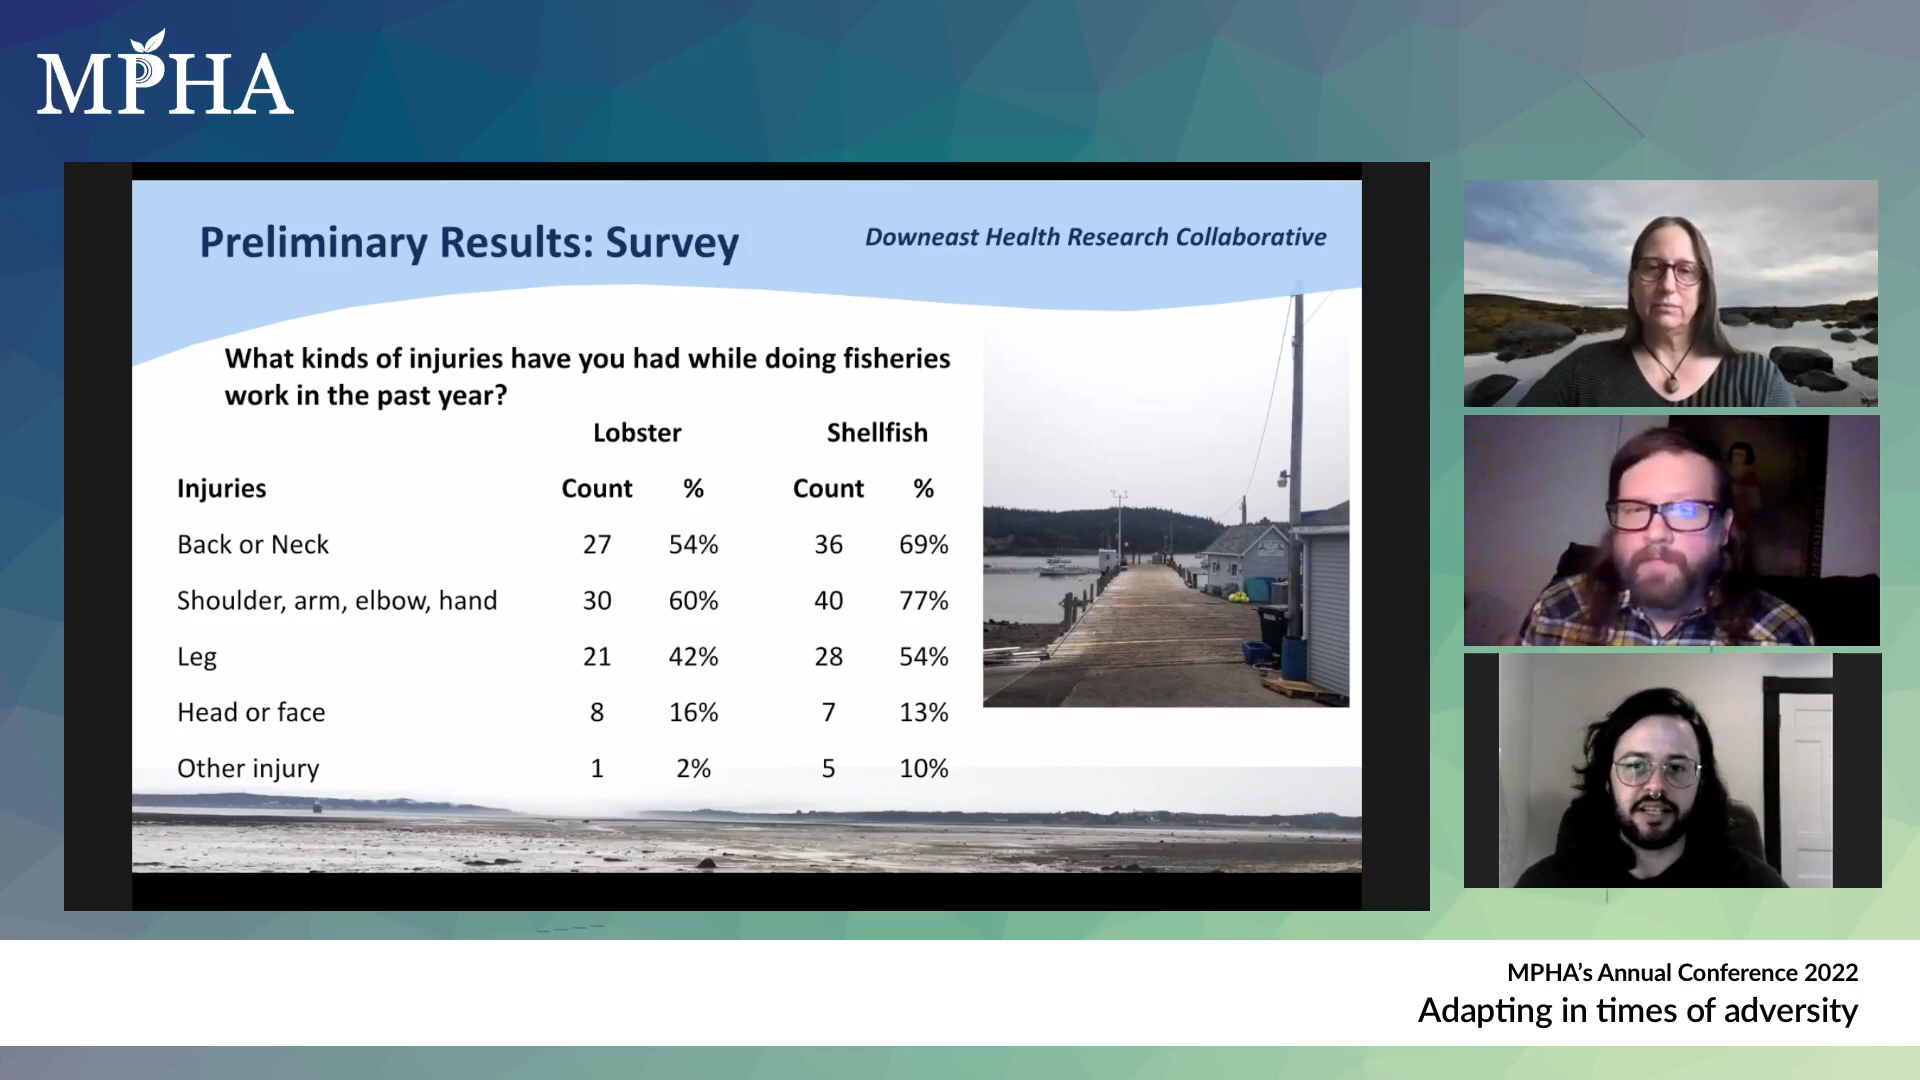 MPHA
Preliminary Results: Survey
Downeast Health Research Collaborative
What kinds of injuries have you had while doing fisheries
work in the past year?
Lobster Shellfish
Injuries Count % Count %
Back or Neck 27 54% 36 69%
Shoulder, arm, elbow, hand 30 60% 40 77%
Leg 21 42% 28 54%
Head or face 8 16% 7 13%
Other injury 1 2% 5 10%
MPHA’s Annual Conference 2022
Adapting in times of adversity